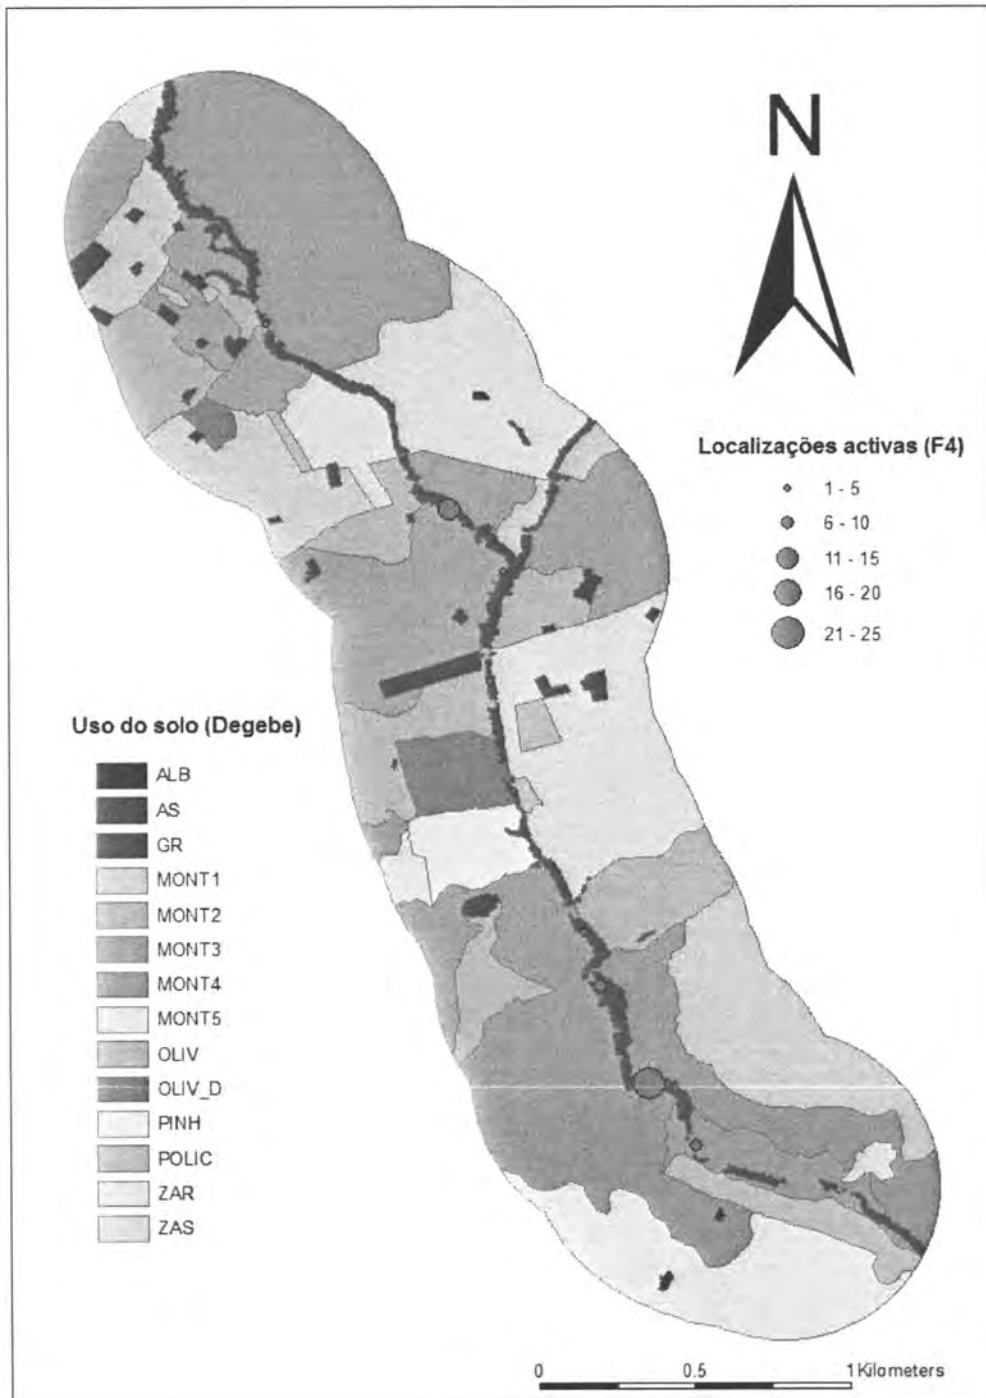 N
Localizações activas (F4)
1 - 5
6 - 10
11 - 15
16 - 20
21 - 25
Uso do solo (Degebe)
ALB
AS
GR
MONT1
MONT2
MONT3
MONT4
MONT5
OLIV
OLIV_D
PINH
POLIC
ZAR
ZAS
0 0.5 1 Kilometers